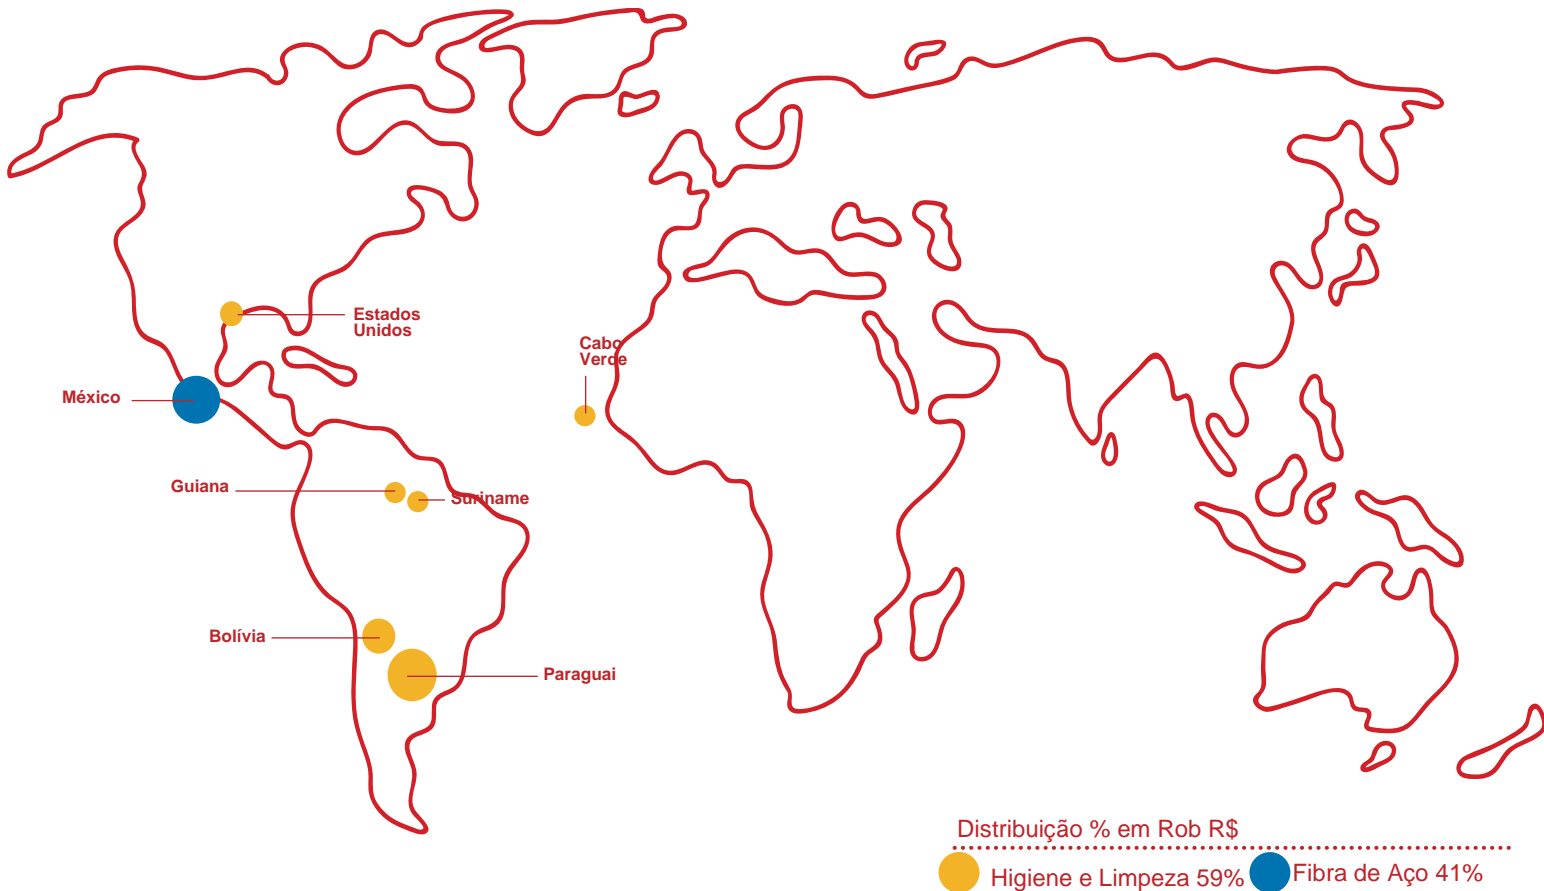 Estados
Unidos
Cabo
Verde
México
Guiana
Suriname
Bolívia
Paraguai
Distribuição % em Rob R$
Higiene e Limpeza 59%
Fibra de Aço 41%